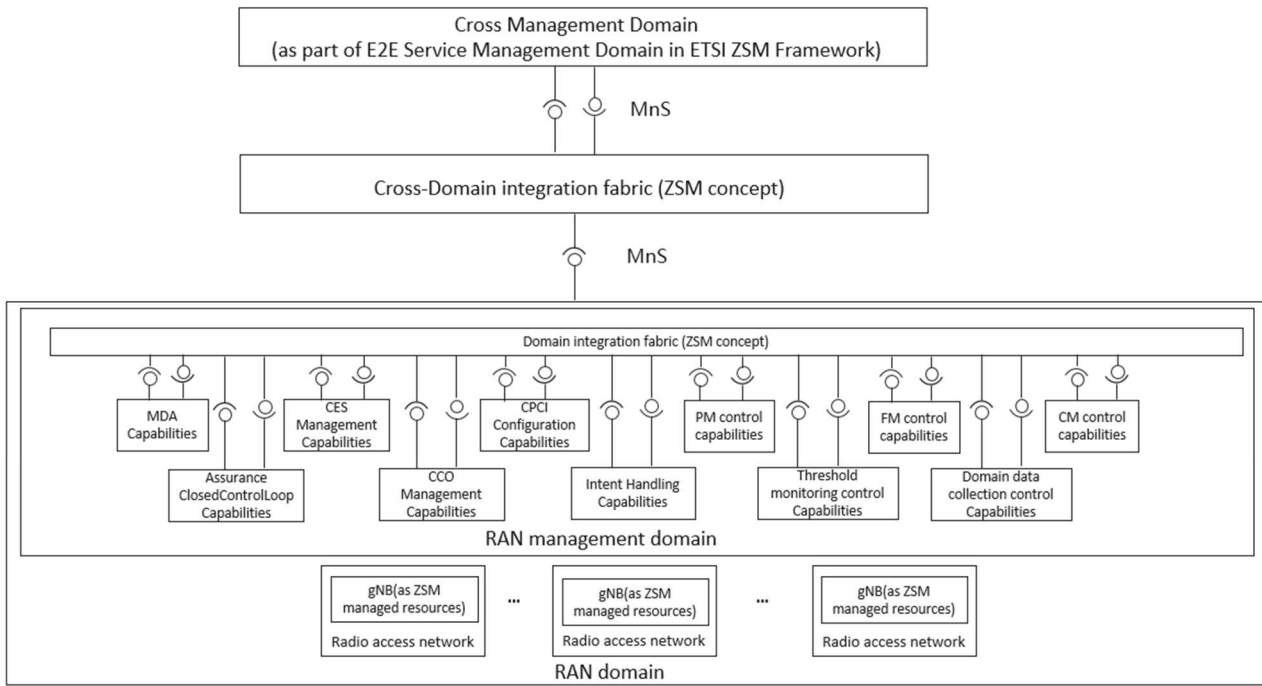 Cross Management Domain
(as part of E2E Service Management Domain in ETSI ZSM Framework)
MnS
Cross-Domain integration fabric (ZSM concept)
MnS
Domain integration fabric (ZSM concept)
MDA
Capabilities
CES
Management
Capabilities
CPCI
Configuration
Capabilities
PM control
capabilities
FM control
capabilities
CM control
capabilities
Assurance
ClosedControlLoop
Capabilities
CCO
Management
Capabilities
Intent Handling
Capabilities
Threshold
monitoring control
Capabilities
Domain data
collection control
Capabilities
RAN management domain
gNB(as ZSM
managed resources)
Radio access network
...
gNB(as ZSM
managed resources)
Radio access network
...
gNB(as ZSM
managed resources)
Radio access network
RAN domain